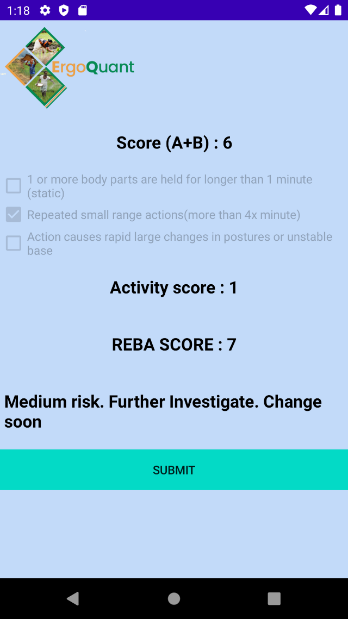 1:18
ErgoQuant
Score (A+B) : 6
1 or more body parts are held for longer than 1 minute
(static)
Repeated small range actions(more than 4x minute)
Action causes rapid large changes in postures or unstable
base
Activity score : 1
REBA SCORE : 7
Medium risk. Further Investigate. Change
soon
SUBMIT